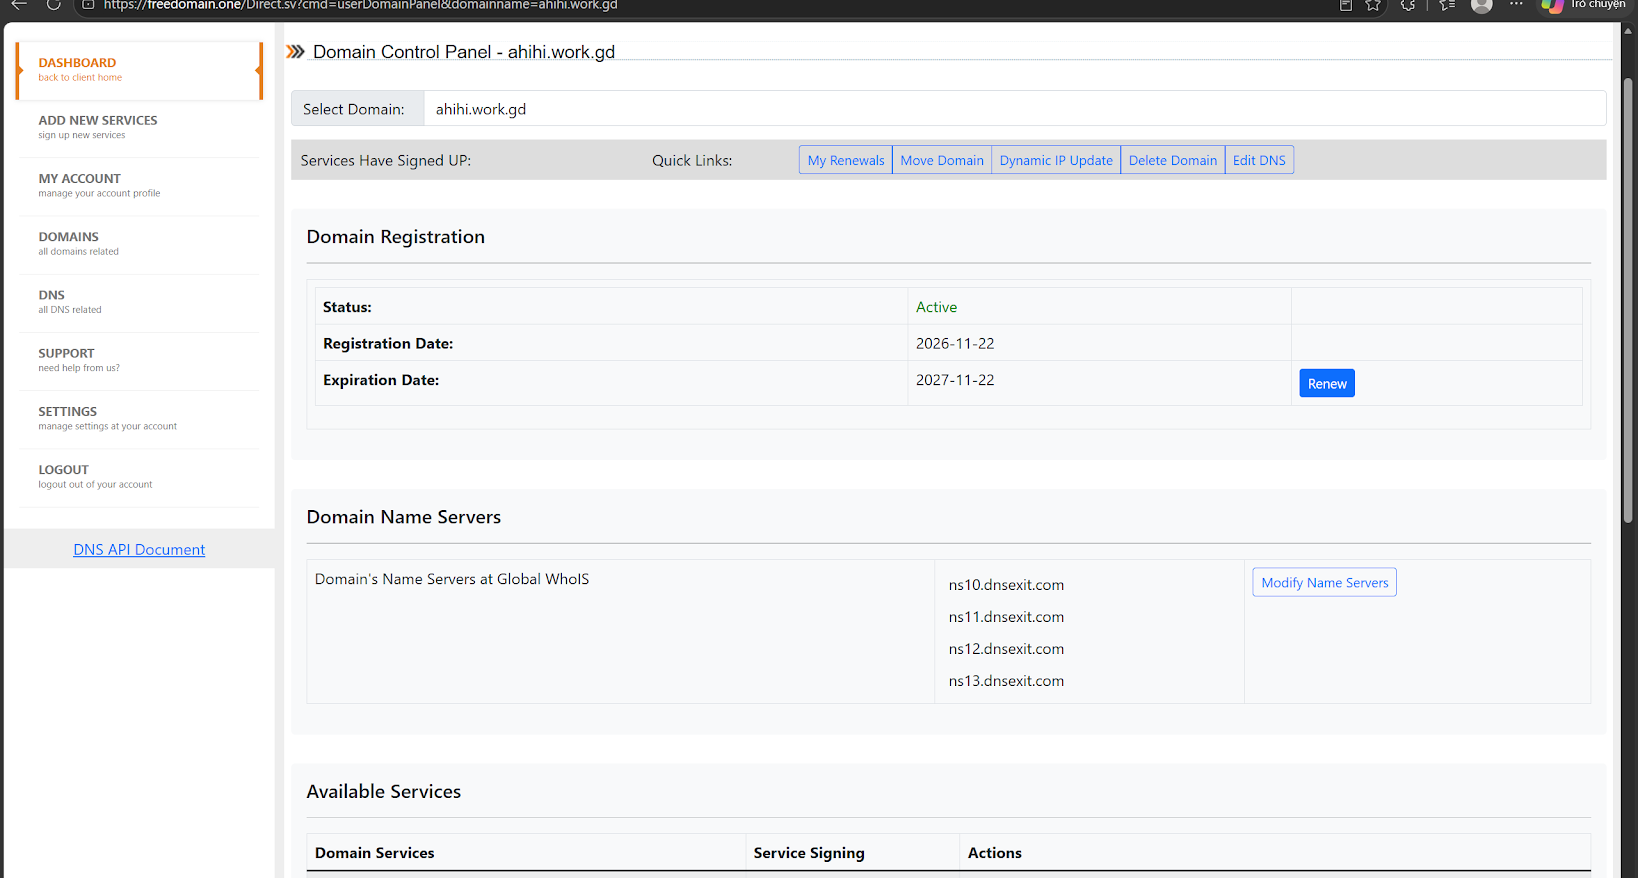 https://freedomain.one/Direct.sv?cmd=userDomainPanel&domainname=ahihi.work.gd
Trò chuyện
DASHBOARD
back to client home
ADD NEW SERVICES
sign up new services
MY ACCOUNT
manage your account profile
DOMAINS
all domains related
DNS
all DNS related
SUPPORT
need help from us?
SETTINGS
manage settings at your account
LOGOUT
logout out of your account
DNS API Document
Domain Control Panel - ahihi.work.gd
Select Domain: ahihi.work.gd
Services Have Signed UP: Quick Links: My Renewals Move Domain Dynamic IP Update Delete Domain Edit DNS
Domain Registration
Status: Active
Registration Date: 2026-11-22
Expiration Date: 2027-11-22 Renew
Domain Name Servers
Domain's Name Servers at Global WhoIS
ns10.dnsexit.com
ns11.dnsexit.com
ns12.dnsexit.com
ns13.dnsexit.com
Modify Name Servers
Available Services
Domain Services Service Signing Actions